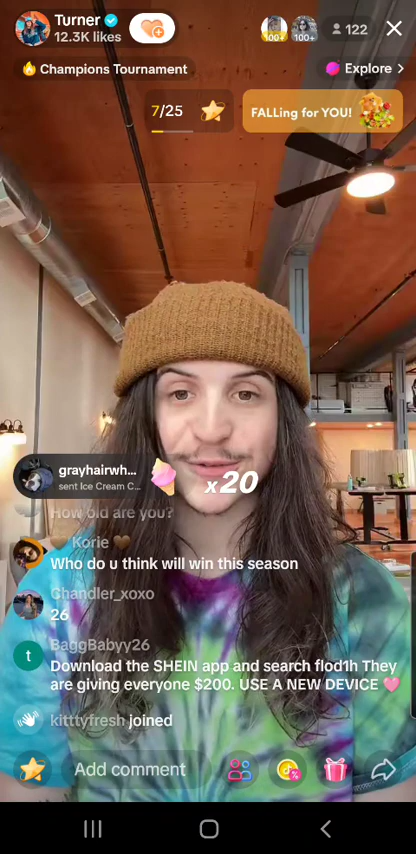 Turner
12.3K likes
100+
100+
122
Champions Tournament
Explore >
7/25
FALLing for YOU!
grayhairwh...
sent Ice Cream C...
x20
How old are you?
Korie
Who do u think will win this season
Chandler_xoxo
26
BaggBabyy26
t
Download the SHEIN app and search flod1h They
are giving everyone $200. USE A NEW DEVICE
kitttyfresh joined
Add comment